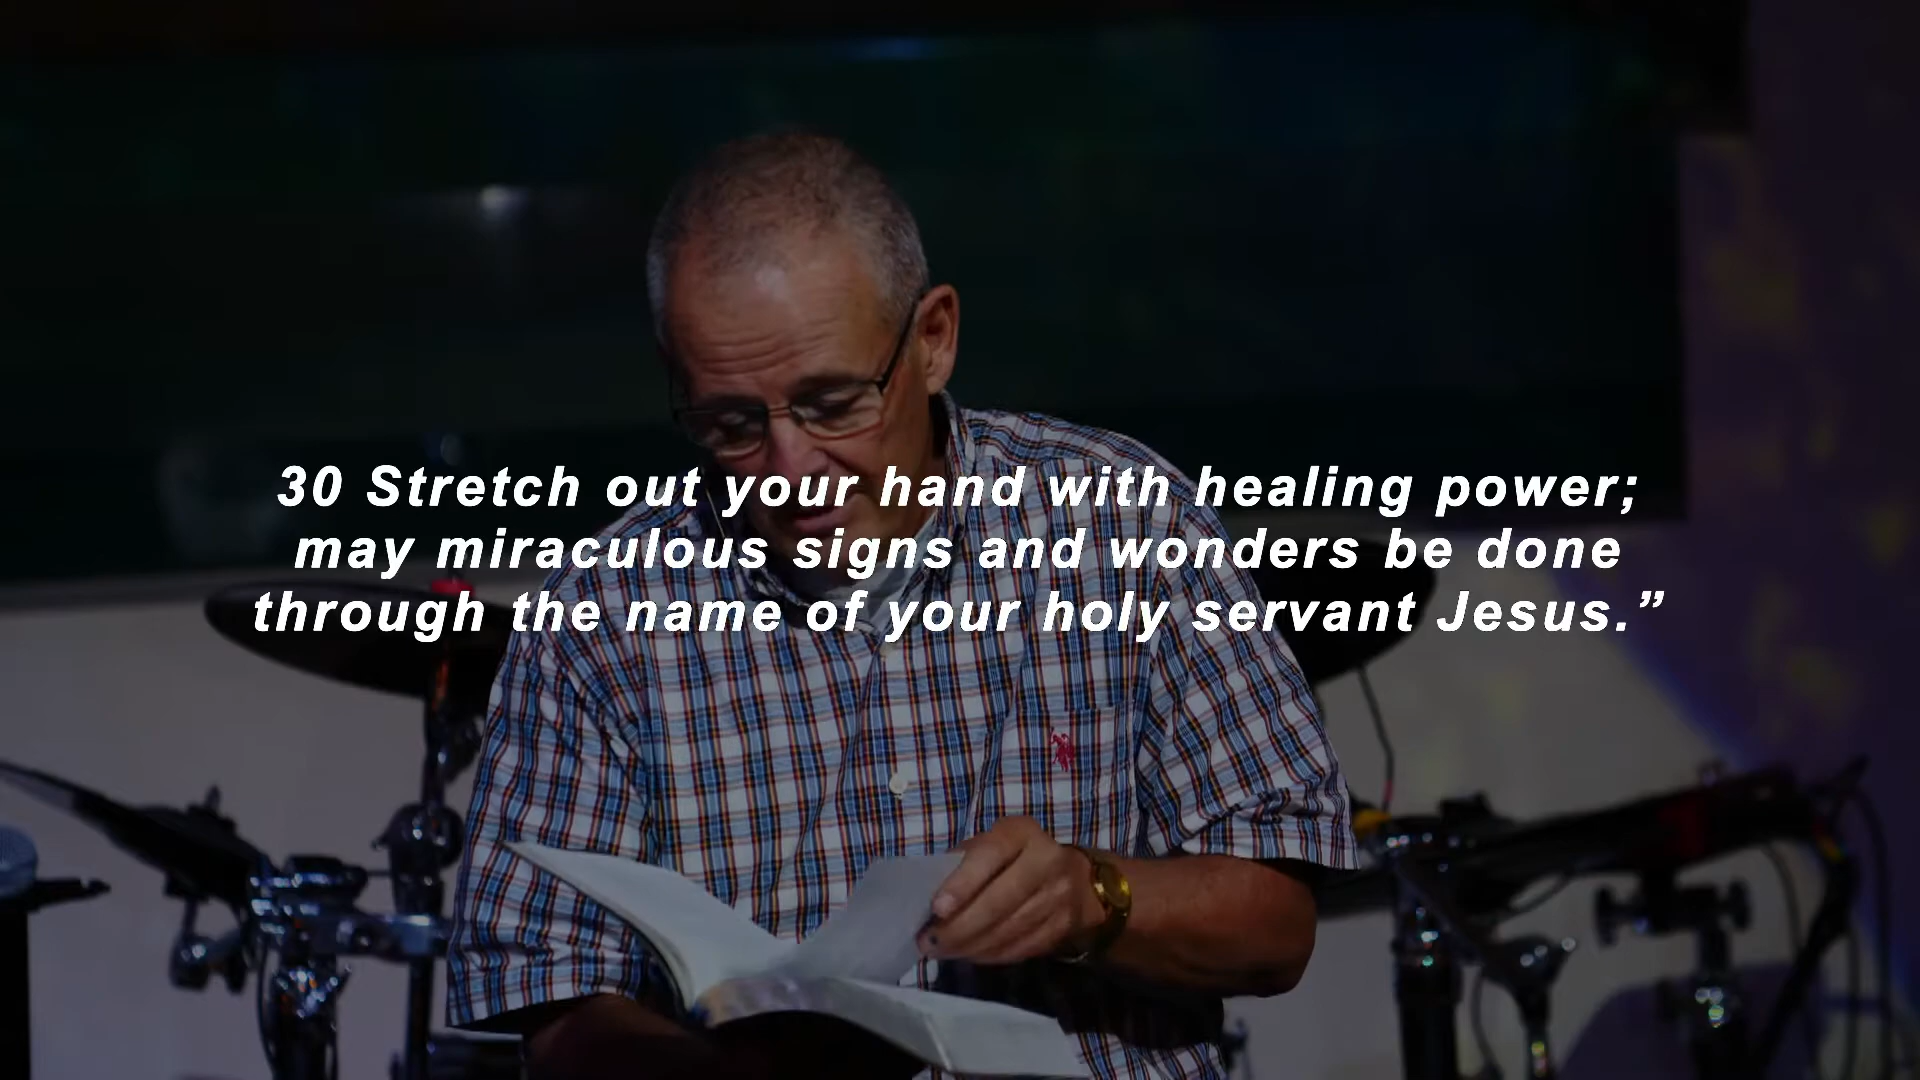 30 Stretch out your hand with healing power;
may miraculous signs and wonders be done
through the name of your holy servant Jesus.”